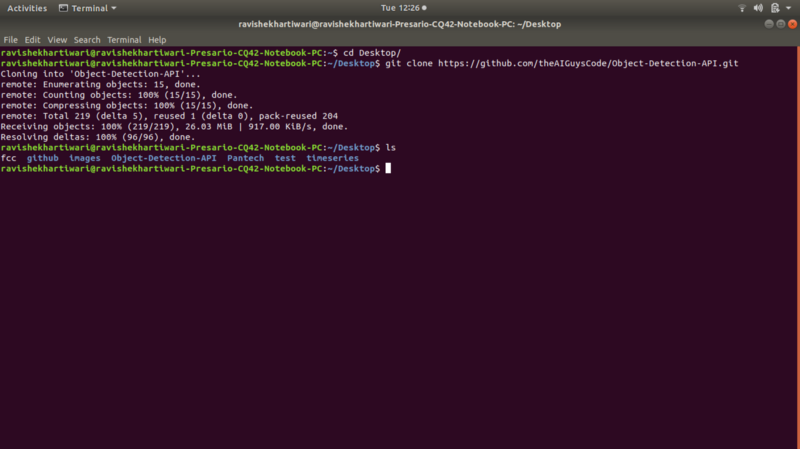 Activities Terminal Tue 12:26
ravishekhartiwari@ravishekhartiwari-Presario-CQ42-Notebook-PC: ~/Desktop
File Edit View Search Terminal Help
ravishekhartiwari@ravishekhartiwari-Presario-CQ42-Notebook-PC:~$ cd Desktop/
ravishekhartiwari@ravishekhartiwari-Presario-CQ42-Notebook-PC:~/Desktop$ git clone https://github.com/theAIGuysCode/Object-Detection-API.git
Cloning into 'Object-Detection-API'...
remote: Enumerating objects: 15, done.
remote: Counting objects: 100% (15/15), done.
remote: Compressing objects: 100% (15/15), done.
remote: Total 219 (delta 5), reused 1 (delta 0), pack-reused 204
Receiving objects: 100% (219/219), 26.03 MiB | 917.00 KiB/s, done.
Resolving deltas: 100% (96/96), done.
ravishekhartiwari@ravishekhartiwari-Presario-CQ42-Notebook-PC:~/Desktop$ ls
fcc github images Object-Detection-API Pantech test timeseries
ravishekhartiwari@ravishekhartiwari-Presario-CQ42-Notebook-PC:~/Desktop$